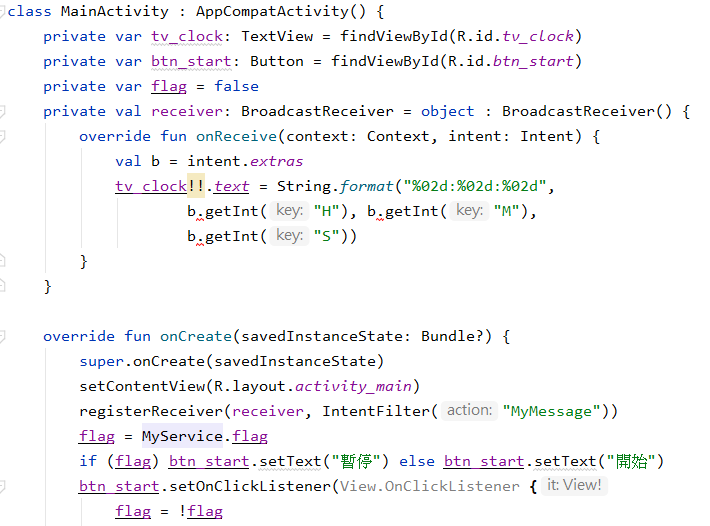 class MainActivity : AppCompatActivity() {
private var tv_clock: TextView = findViewById(R.id.tv_clock)
private var btn_start: Button = findViewById(R.id.btn_start)
private var flag = false
private val receiver: BroadcastReceiver = object : BroadcastReceiver() {
override fun onReceive(context: Context, intent: Intent) {
val b = intent.extras
tv_clock!!.text = String.format("%02d:%02d:%02d",
b.getInt( key: "H"), b.getInt( key: "M"),
b.getInt( key: "S"))
}
}
override fun onCreate(savedInstanceState: Bundle?) {
super.onCreate(savedInstanceState)
setContentView(R.layout.activity_main)
registerReceiver(receiver, IntentFilter( action: "MyMessage"))
flag = MyService.flag
if (flag) btn_start.setText("暫停") else btn_start.setText("開始")
btn_start.setOnClickListener(View.OnClickListener { it: View!
flag = !flag